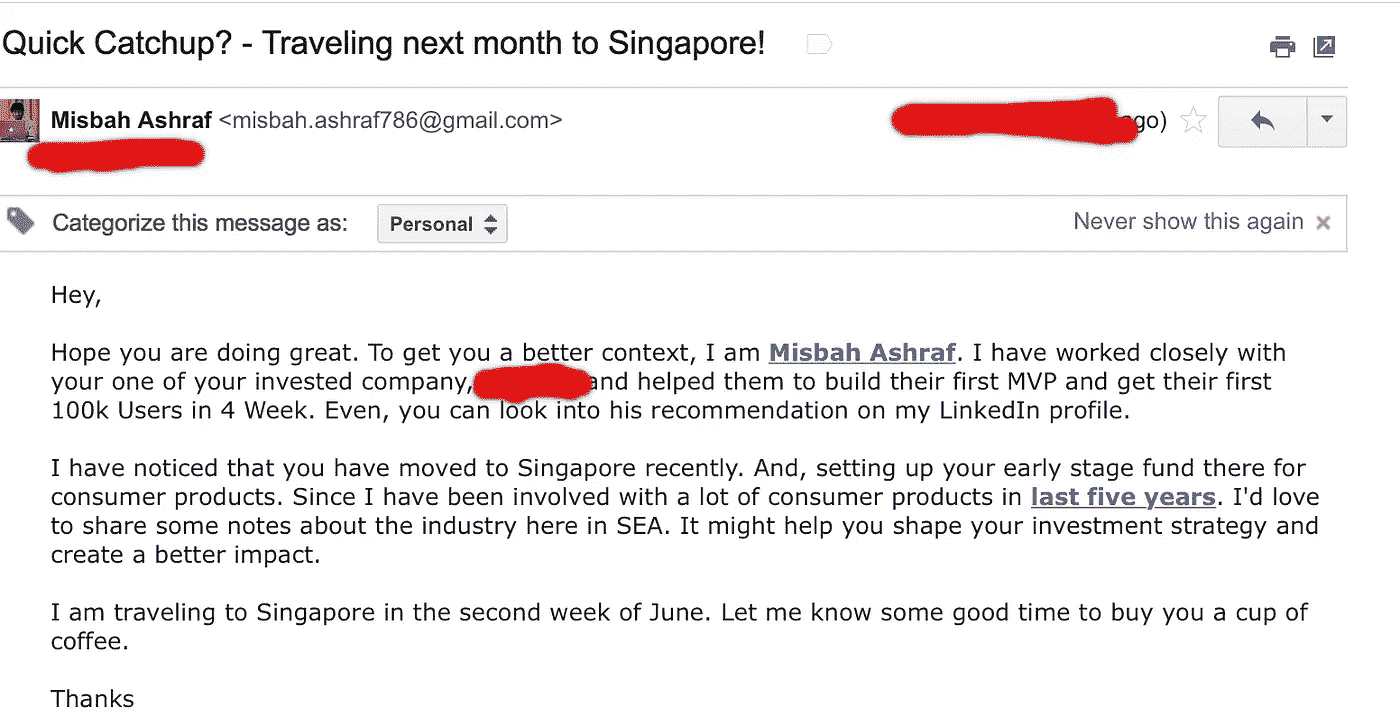 Quick Catchup? - Traveling next month to Singapore!
Misbah Ashraf <misbah.ashraf786@gmail.com>
go)
Categorize this message as: Personal
Never show this again
Hey,
Hope you are doing great. To get you a better context, I am Misbah Ashraf. I have worked closely with
your one of your invested company, and helped them to build their first MVP and get their first
100k Users in 4 Week. Even, you can look into his recommendation on my LinkedIn profile.
I have noticed that you have moved to Singapore recently. And, setting up your early stage fund there for
consumer products. Since I have been involved with a lot of consumer products in last five years. I'd love
to share some notes about the industry here in SEA. It might help you shape your investment strategy and
create a better impact.
I am traveling to Singapore in the second week of June. Let me know some good time to buy you a cup of
coffee.
Thanks